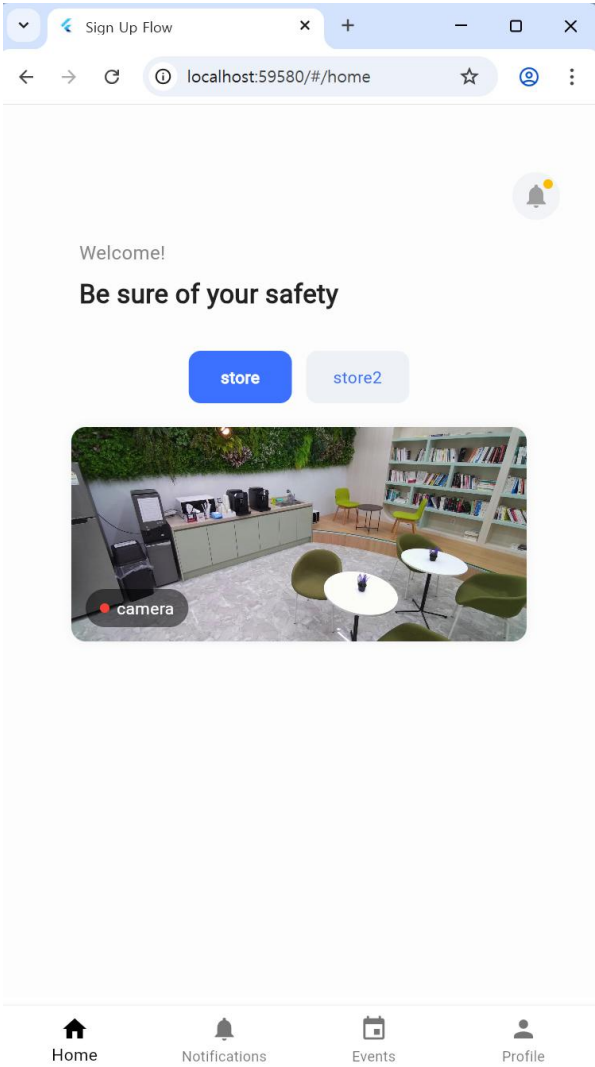 Sign Up Flow
localhost:59580/#/home
Welcome!
Be sure of your safety
store
store2
camera
Home
Notifications
Events
Profile